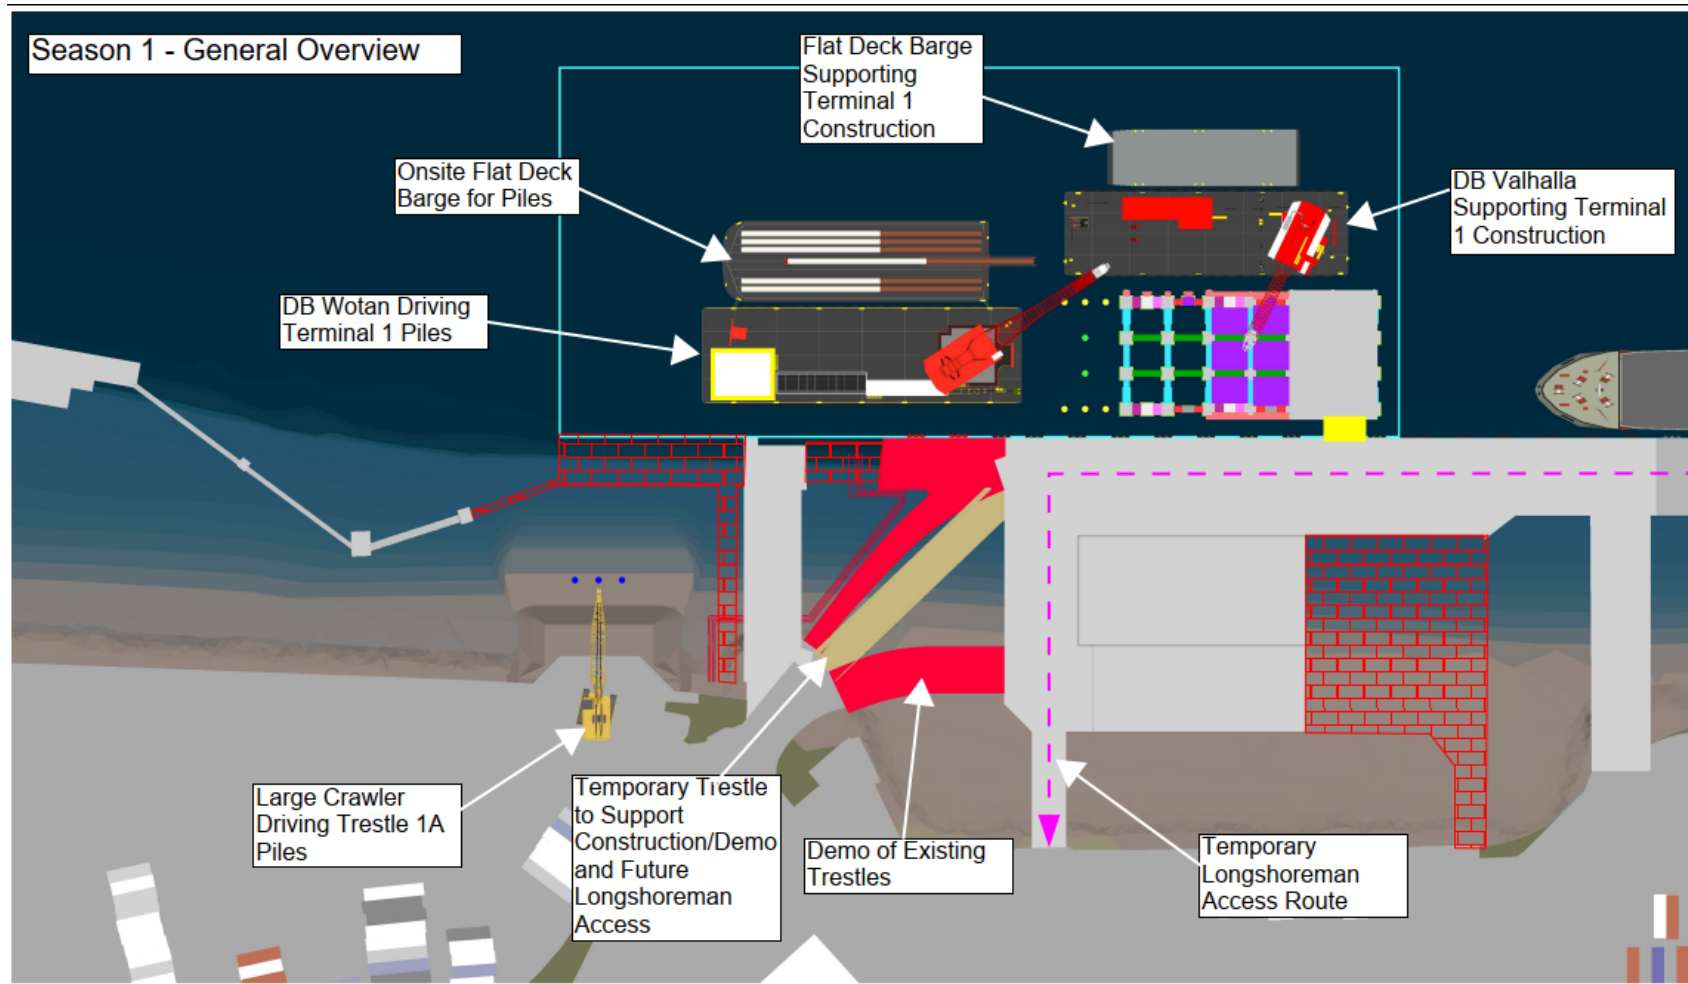 Season 1 - General Overview
Flat Deck Barge
Supporting
Terminal 1
Construction
Onsite Flat Deck
Barge for Piles
DB Valhalla
Supporting Terminal
1 Construction
DB Wotan Driving
Terminal 1 Piles
Large Crawler
Driving Trestle 1A
Piles
Temporary Trestle
to Support
Construction/Demo
and Future
Longshoreman
Access
Demo of Existing
Trestles
Temporary
Longshoreman
Access Route